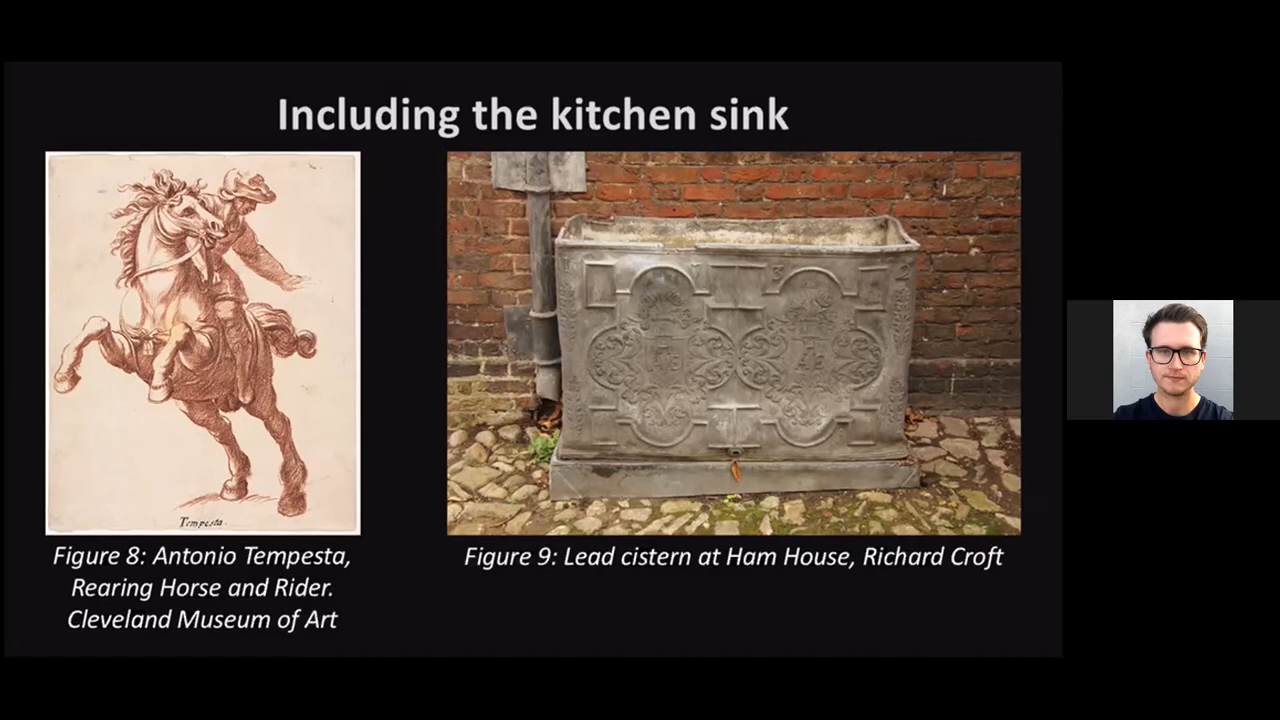 Including the kitchen sink
Tempesta.
Figure 8: Antonio Tempesta,
Rearing Horse and Rider.
Cleveland Museum of Art
Figure 9: Lead cistern at Ham House, Richard Croft